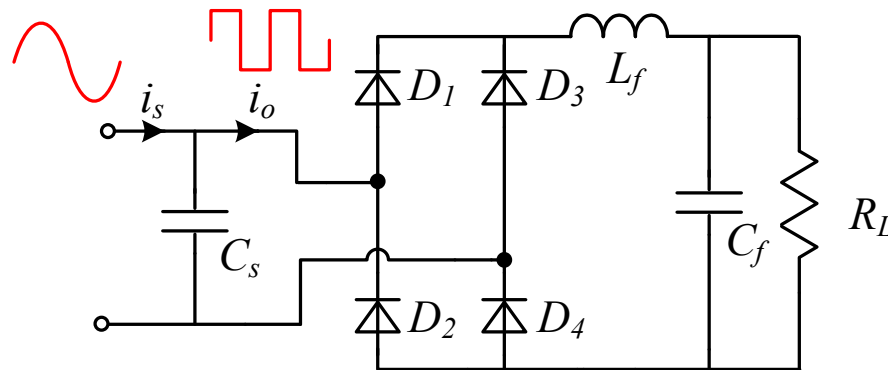 L_f
i_s
i_o
D_1
D_3
C_s
C_f
R_L
D_2
D_4